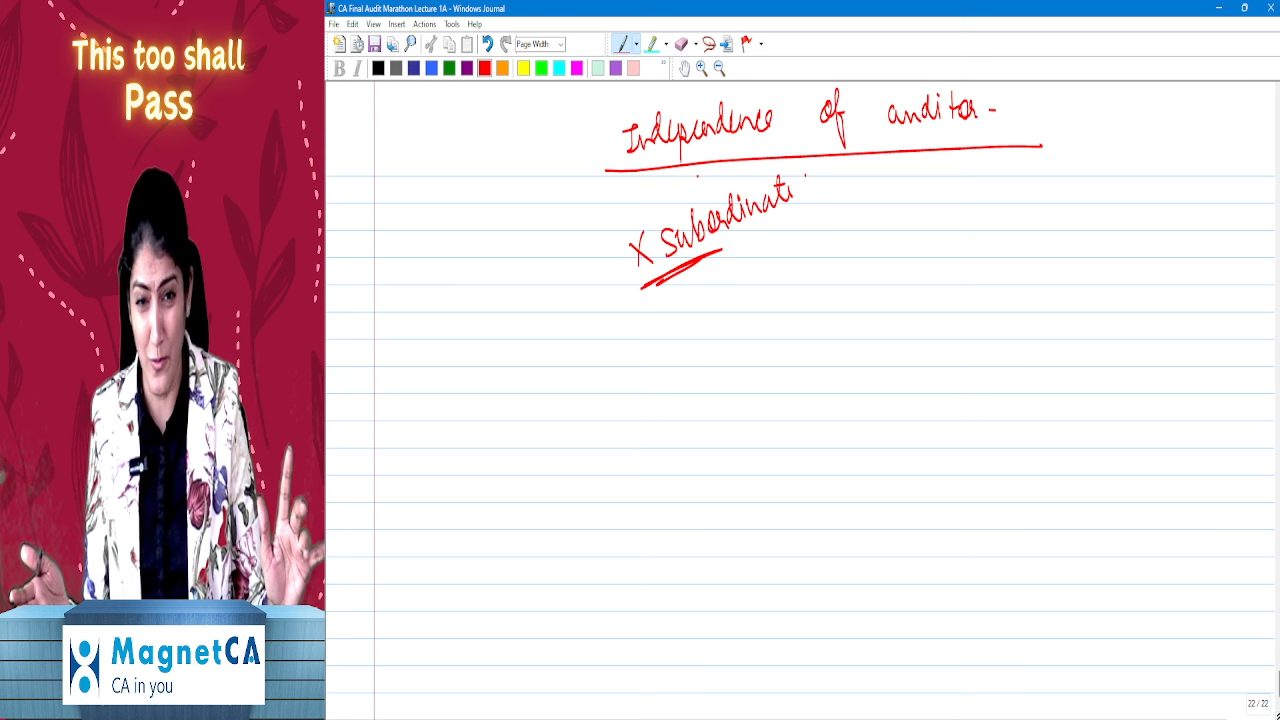 CA Final Audit Marathon Lecture 1A - Windows Journal
File Edit View Insert Actions Tools Help
Page Width
B I
This too shall
Pass
Independence of auditor -
X Subordinati
MagnetCA
CA in you
22 / 22